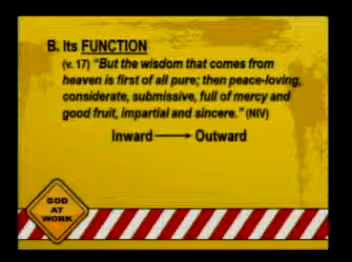 B. Its FUNCTION
(v. 17) "But the wisdom that comes from
heaven is first of all pure; then peace-loving,
considerate, submissive, full of mercy and
good fruit, impartial and sincere." (NIV)
Inward → Outward
GOD
AT
WORK